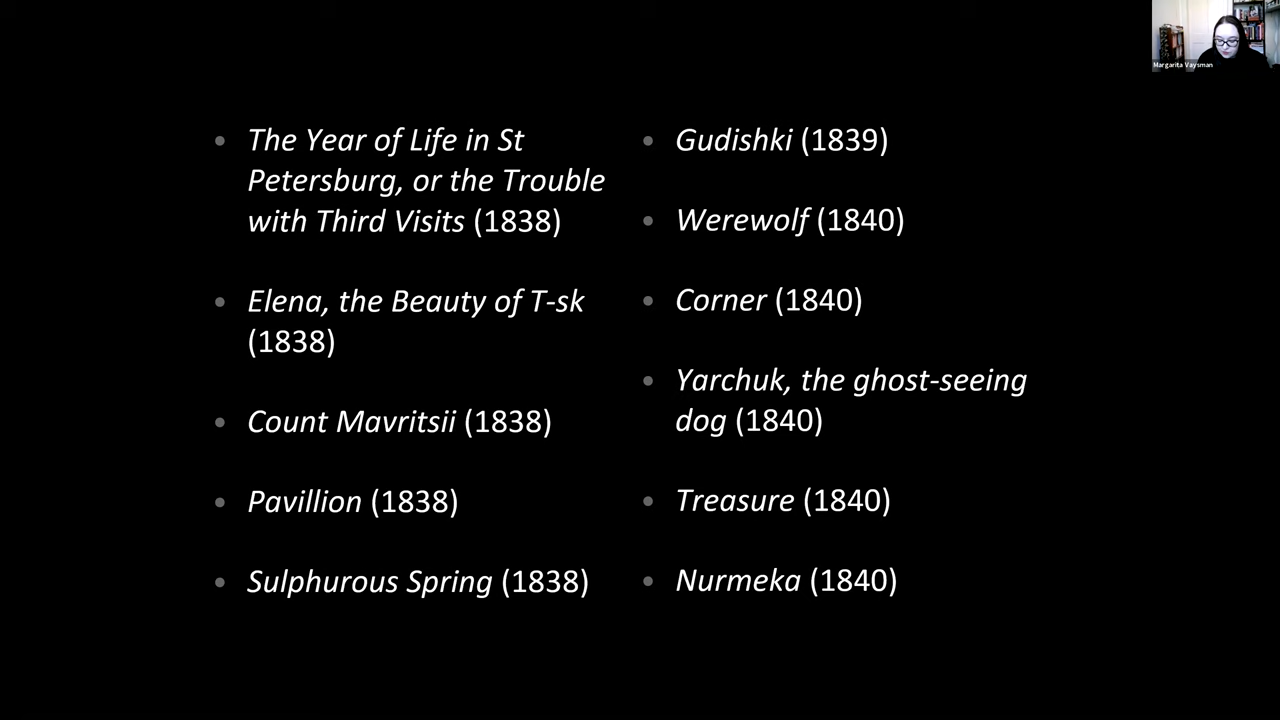 Margarita Vaysman
• The Year of Life in St
Petersburg, or the Trouble
with Third Visits (1838)
• Elena, the Beauty of T-sk
(1838)
• Count Mavritsii (1838)
• Pavillion (1838)
• Sulphurous Spring (1838)
• Gudishki (1839)
• Werewolf (1840)
• Corner (1840)
• Yarchuk, the ghost-seeing
dog (1840)
• Treasure (1840)
• Nurmeka (1840)